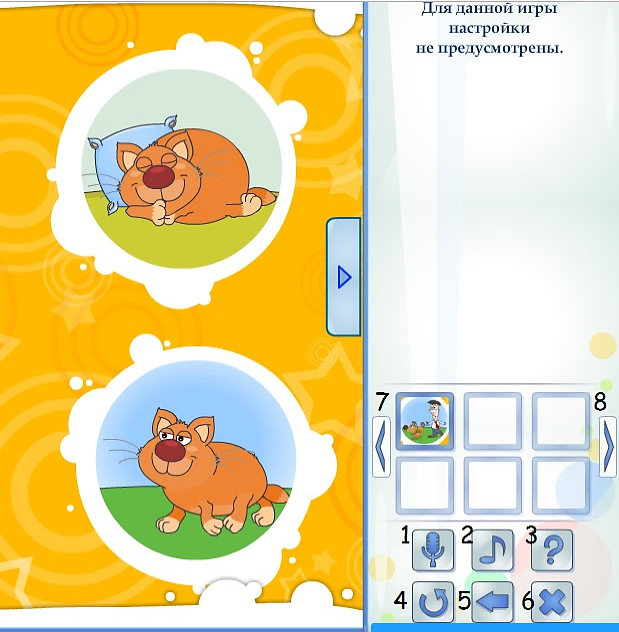 Для данной игры
настройки
не предусмотрены.
7 8
1 2 3
4 5 6